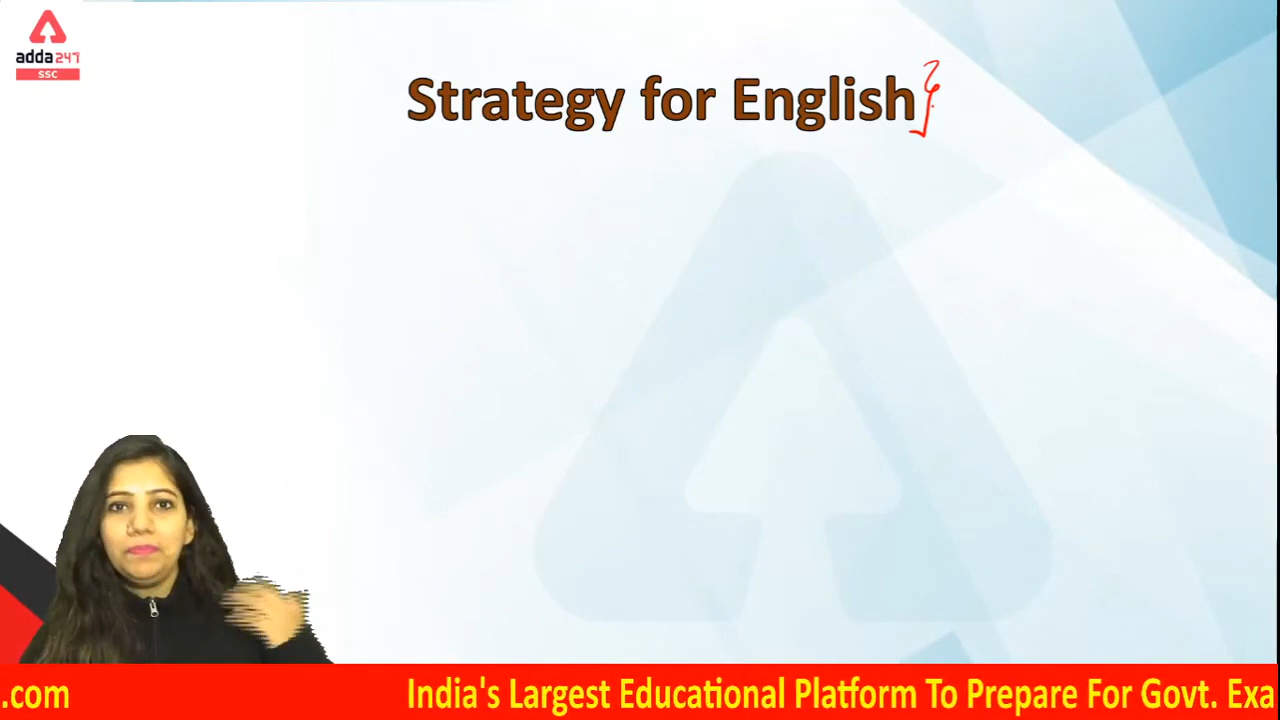 adda247
SSC
Strategy for English
.com India's Largest Educational Platform To Prepare For Govt. Exa